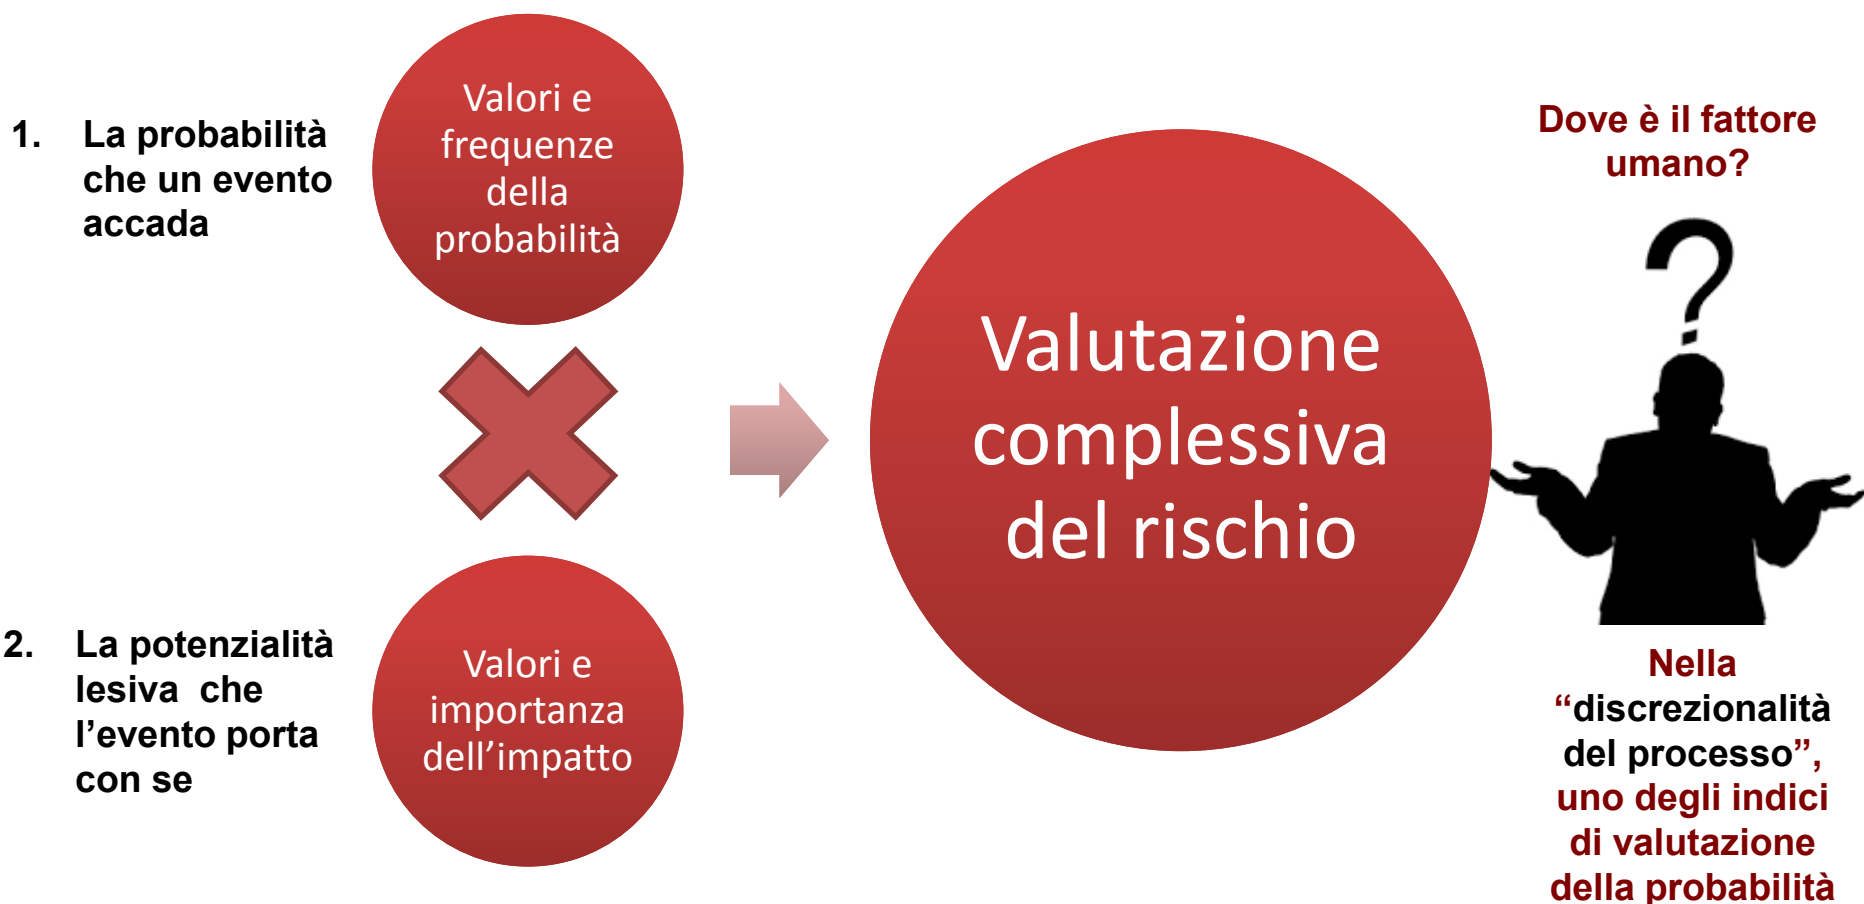 1. La probabilità
che un evento
accada
Valori e
frequenze
della
probabilità
2. La potenzialità
lesiva che
l’evento porta
con se
Valori e
importanza
dell’impatto
Valutazione
complessiva
del rischio
Dove è il fattore
umano?
?
Nella
“discrezionalità
del processo”,
uno degli indici
di valutazione
della probabilità